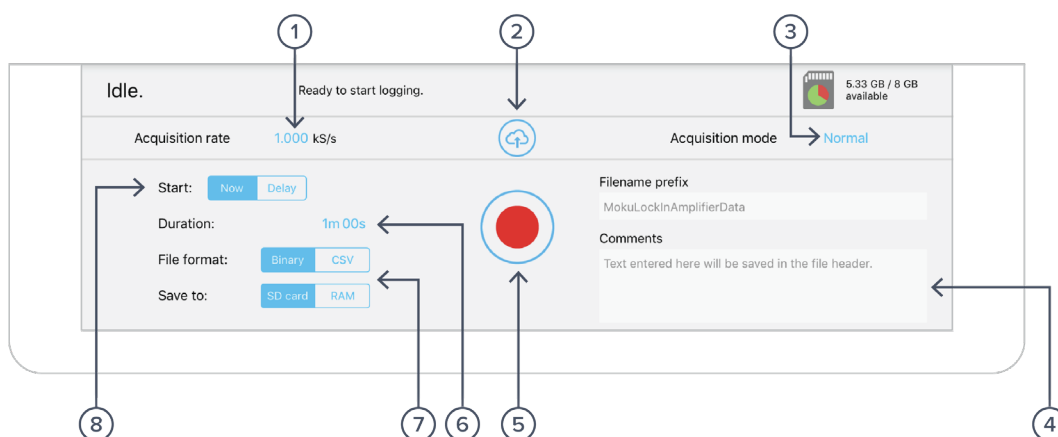 1 2 3
Idle. Ready to start logging. 5.33 GB / 8 GB
available
Acquisition rate 1.000 kS/s Acquisition mode Normal
Start: Now Delay Filename prefix
MokuLockInAmplifierData
Duration: 1m 00s Comments
File format: Binary CSV Text entered here will be saved in the file header.
Save to: SD card RAM
8 7 6 5 4